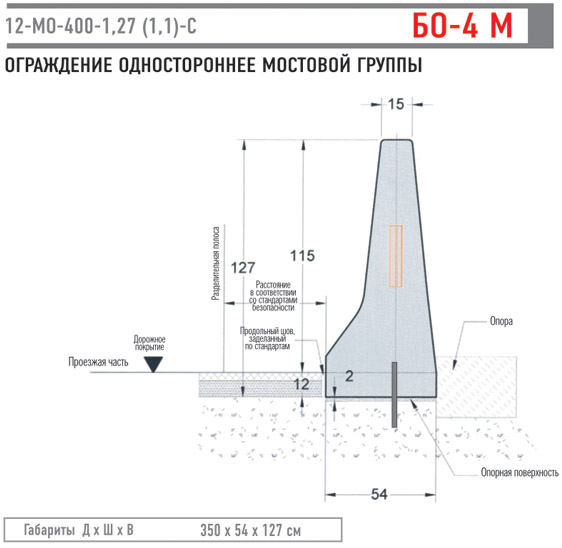 12-МО-400-1,27 (1,1)-С
БО-4 М
ОГРАЖДЕНИЕ ОДНОСТОРОННЕЕ МОСТОВОЙ ГРУППЫ
15
Разделительная полоса
127
115
Расстояние
в соответствии
со стандартами
безопасности
Продольный шов,
заделанный
по стандартам
Опора
Дорожное
покрытие
Проезжая часть
12
2
Опорная поверхность
54
Габариты Д х Ш х В
350 х 54 х 127 см